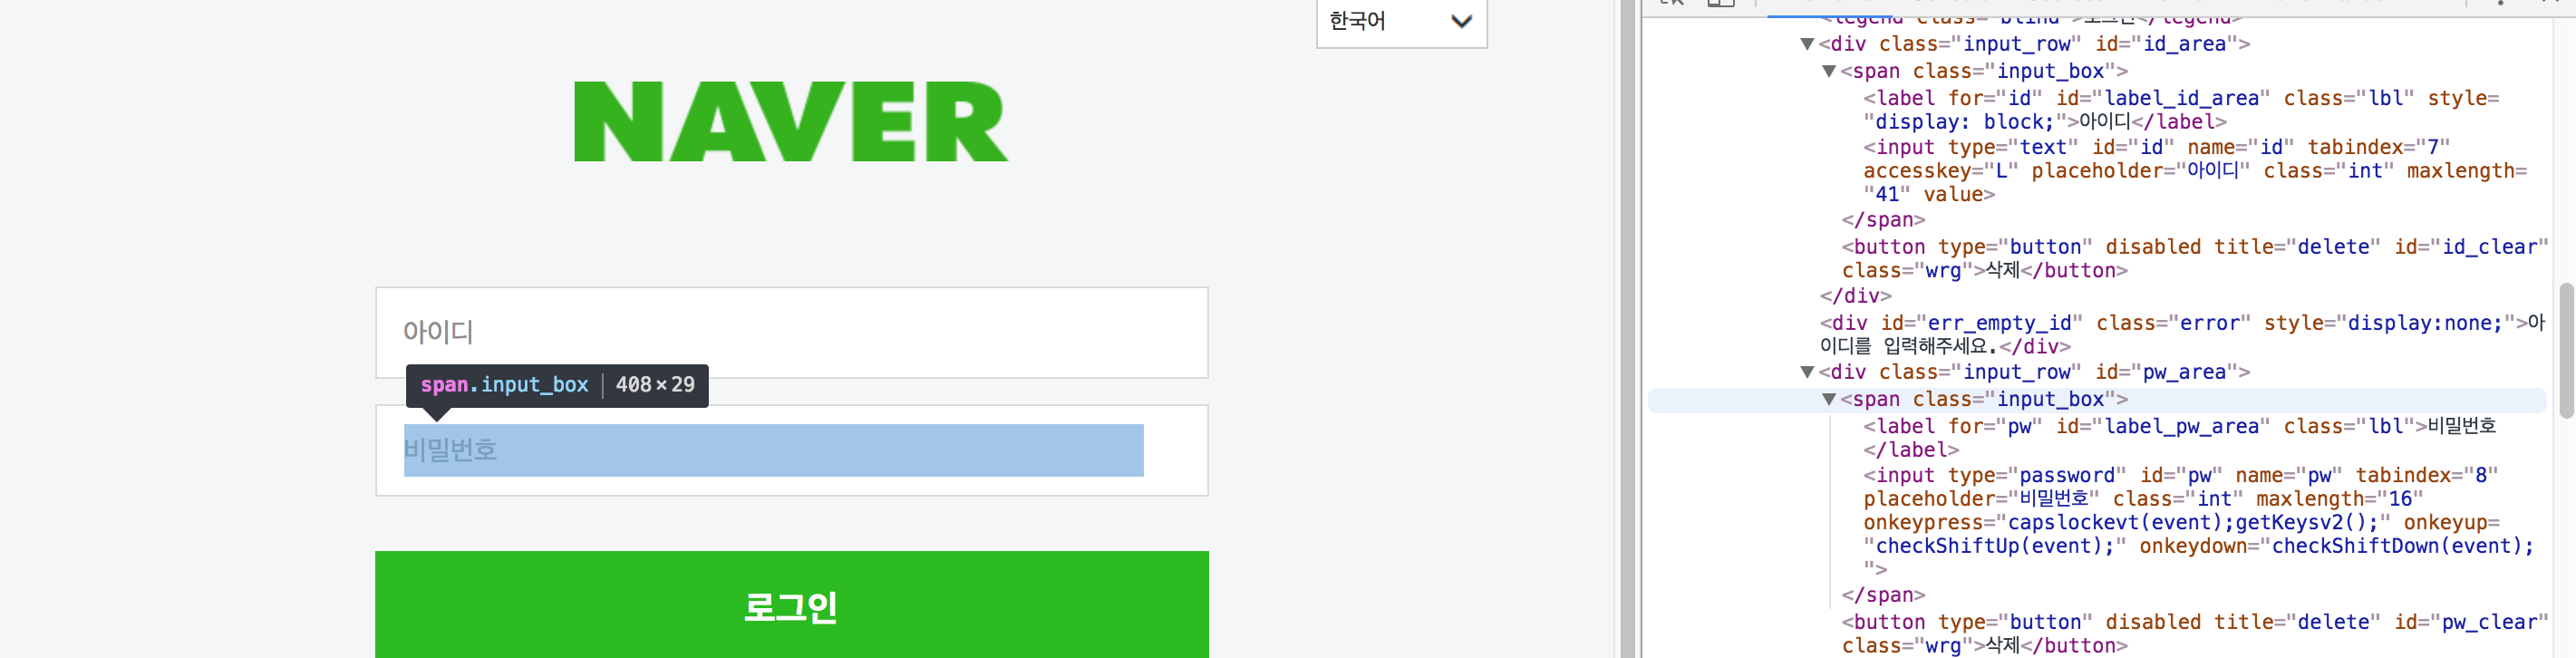 한국어
NAVER
아이디
span.input_box | 408×29
비밀번호
로그인
<legend class="blind">로그인</legend>
▼<div class="input_row" id="id_area">
▼<span class="input_box">
<label for="id" id="label_id_area" class="lbl" style=
"display: block;">아이디</label>
<input type="text" id="id" name="id" tabindex="7"
accesskey="L" placeholder="아이디" class="int" maxlength=
"41" value>
</span>
<button type="button" disabled title="delete" id="id_clear"
class="wrg">삭제</button>
</div>
<div id="err_empty_id" class="error" style="display:none;">아
이디를 입력해주세요.</div>
▼<div class="input_row" id="pw_area">
▼<span class="input_box">
<label for="pw" id="label_pw_area" class="lbl">비밀번호
</label>
<input type="password" id="pw" name="pw" tabindex="8"
placeholder="비밀번호" class="int" maxlength="16"
onkeypress="capslockevt(event);getKeysv2();" onkeyup=
"checkShiftUp(event);" onkeydown="checkShiftDown(event);
">
</span>
<button type="button" disabled title="delete" id="pw_clear"
class="wrg">삭제</button>